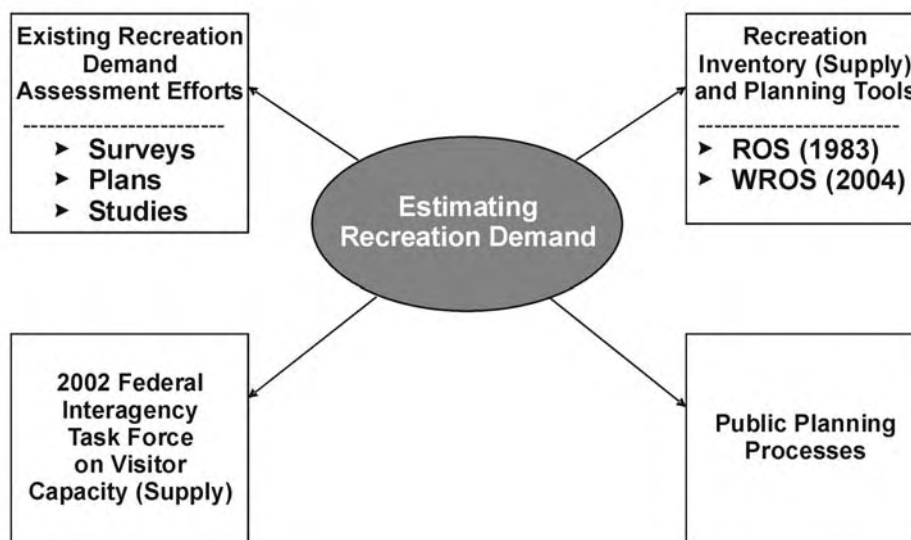 Existing Recreation
Demand
Assessment Efforts
------------------------
➤ Surveys
➤ Plans
➤ Studies
Recreation
Inventory (Supply)
and Planning Tools
------------------------
➤ ROS (1983)
➤ WROS (2004)
Estimating
Recreation Demand
2002 Federal
Interagency
Task Force
on Visitor
Capacity (Supply)
Public Planning
Processes